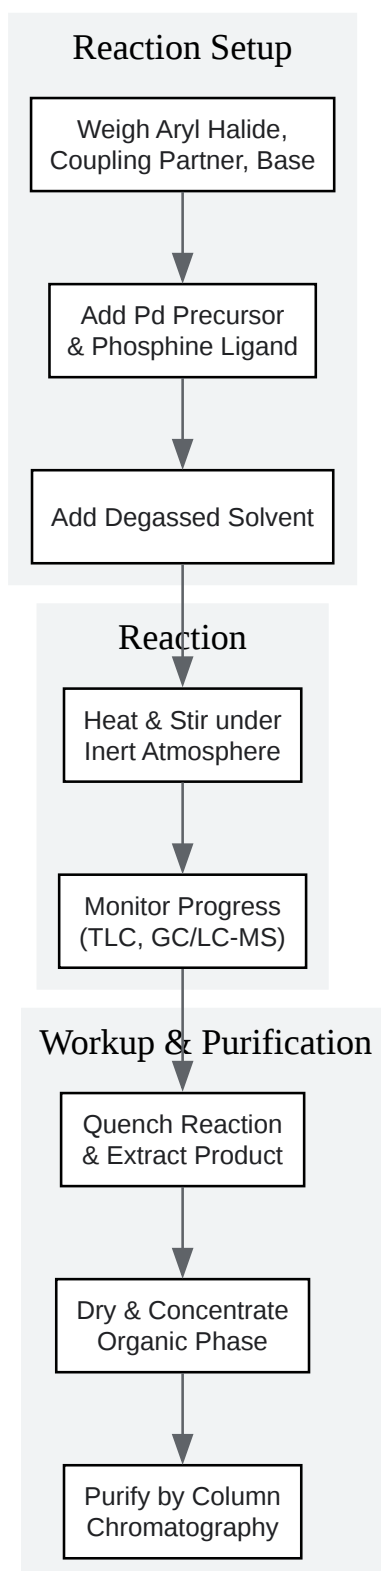 Reaction Setup
Weigh Aryl Halide,
Coupling Partner, Base
Add Pd Precursor
& Phosphine Ligand
Add Degassed Solvent
Reaction
Heat & Stir under
Inert Atmosphere
Monitor Progress
(TLC, GC/LC-MS)
Workup & Purification
Quench Reaction
& Extract Product
Dry & Concentrate
Organic Phase
Purify by Column
Chromatography